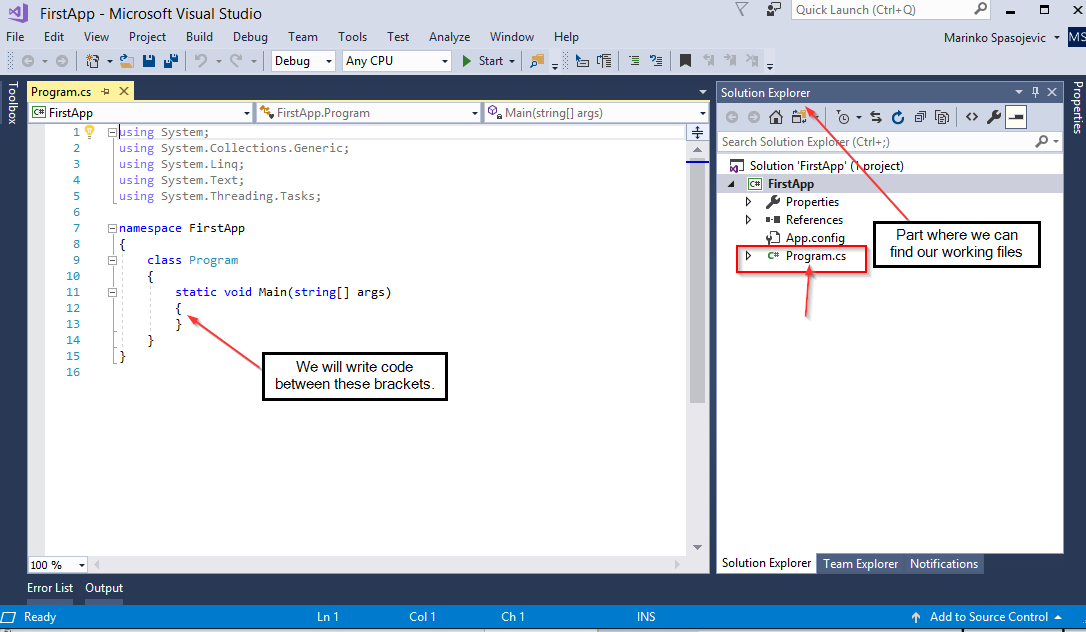 FirstApp - Microsoft Visual Studio
Quick Launch (Ctrl+Q)
File Edit View Project Build Debug Team Tools Test Analyze Window Help
Marinko Spasojevic
MS
Debug Any CPU Start
Toolbox
Program.cs
C# FirstApp FirstApp.Program Main(string[] args)
1 using System;
2 using System.Collections.Generic;
3 using System.Linq;
4 using System.Text;
5 using System.Threading.Tasks;
6
7 namespace FirstApp
8 {
9 class Program
10 {
11 static void Main(string[] args)
12 {
13 }
14 }
15 }
16
We will write code
between these brackets.
100 %
Solution Explorer
Search Solution Explorer (Ctrl+;)
Solution 'FirstApp' (1 project)
C# FirstApp
Properties
References
App.config
C# Program.cs
Part where we can
find our working files
Solution Explorer Team Explorer Notifications
Properties
Error List Output
Ready Ln 1 Col 1 Ch 1 INS Add to Source Control